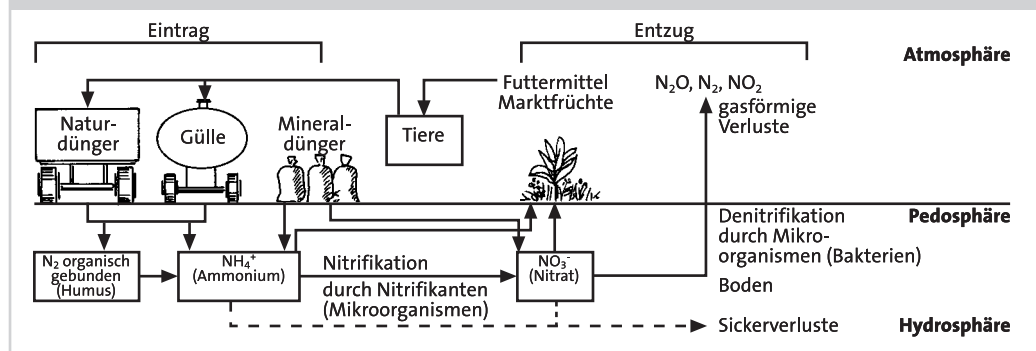 Eintrag
Entzug
Atmosphäre
Futtermittel
Marktfrüchte
N₂O, N₂, NO₂
gasförmige
Verluste
Natur-
dünger
Gülle
Mineral-
dünger
Tiere
Denitrifikation
durch Mikro-
organismen (Bakterien)
Boden
Pedosphäre
N₂ organisch
gebunden
(Humus)
NH₄⁺
(Ammonium)
Nitrifikation
durch Nitrifikanten
(Mikroorganismen)
NO₃⁻
(Nitrat)
Sickerverluste
Hydrosphäre